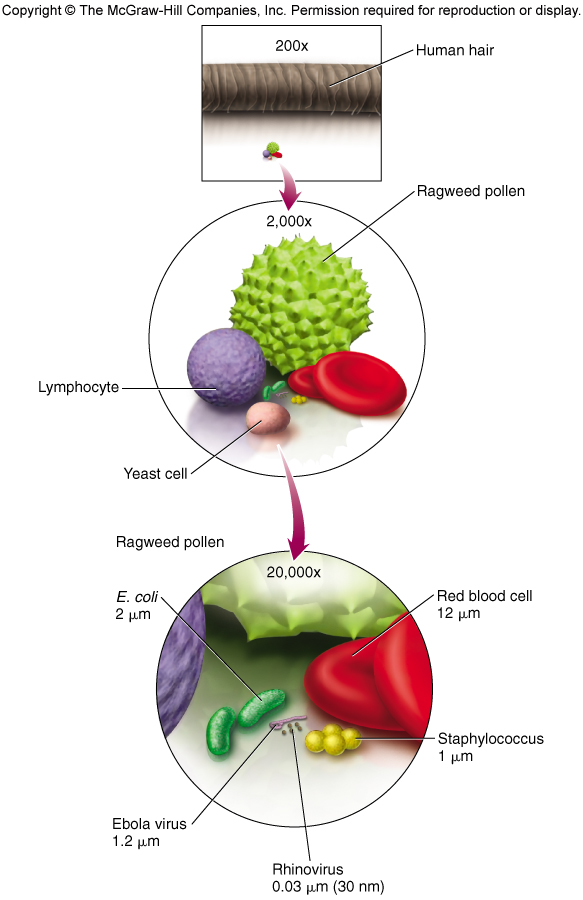 Copyright © The McGraw-Hill Companies, Inc. Permission required for reproduction or display.
200x
Human hair
Ragweed pollen
2,000x
Lymphocyte
Yeast cell
Ragweed pollen
20,000x
E. coli
2 μm
Red blood cell
12 μm
Staphylococcus
1 μm
Ebola virus
1.2 μm
Rhinovirus
0.03 μm (30 nm)